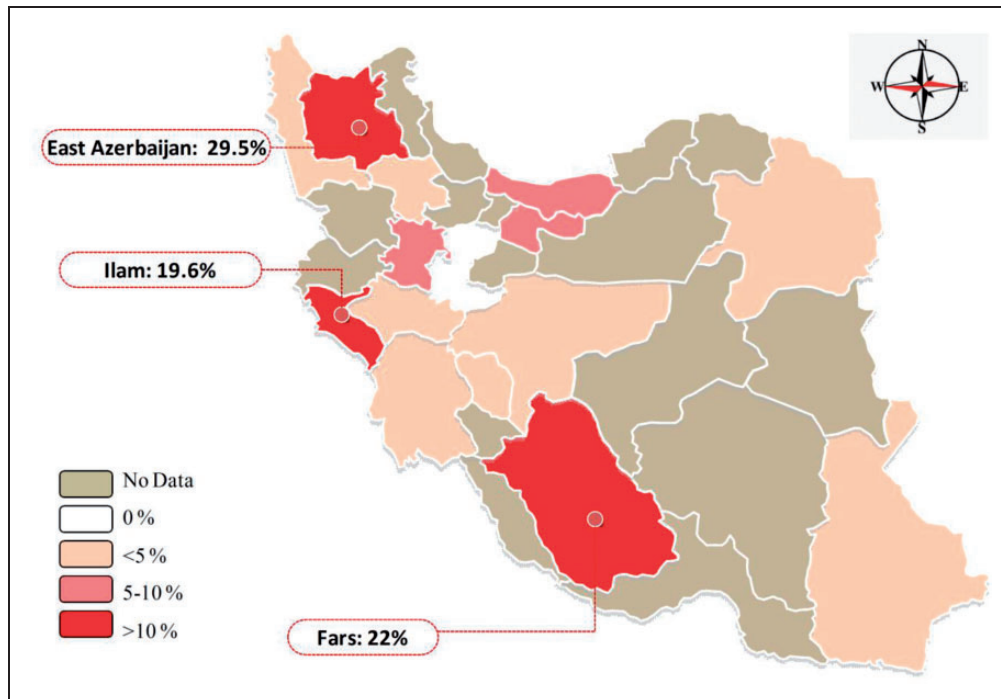 N
W E
S
East Azerbaijan: 29.5%
Ilam: 19.6%
No Data
0 %
<5 %
5-10 %
>10 %
Fars: 22%